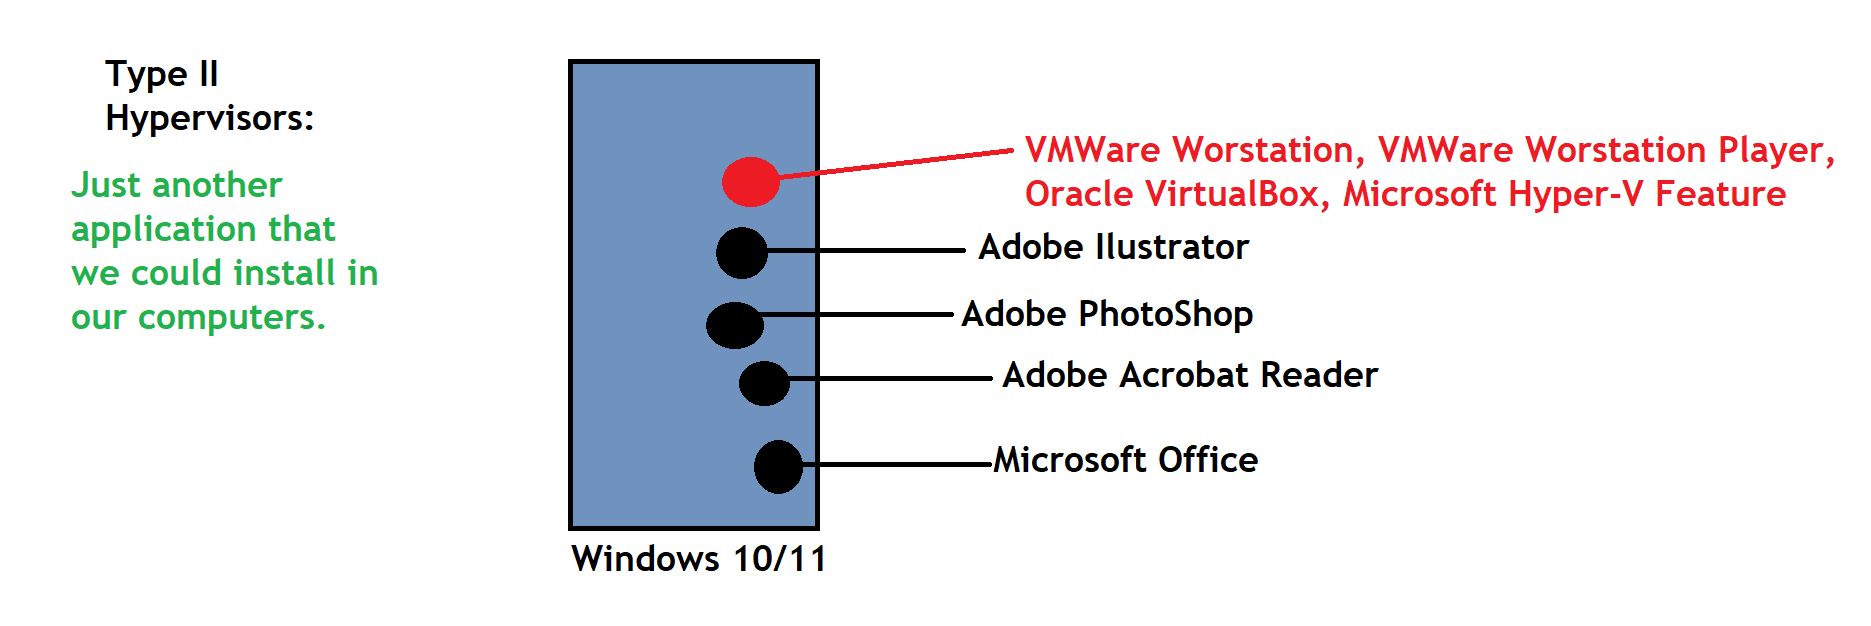 Type II
Hypervisors:
Just another
application that
we could install in
our computers.
VMWare Worstation, VMWare Worstation Player,
Oracle VirtualBox, Microsoft Hyper-V Feature
Adobe Ilustrator
Adobe PhotoShop
Adobe Acrobat Reader
Microsoft Office
Windows 10/11